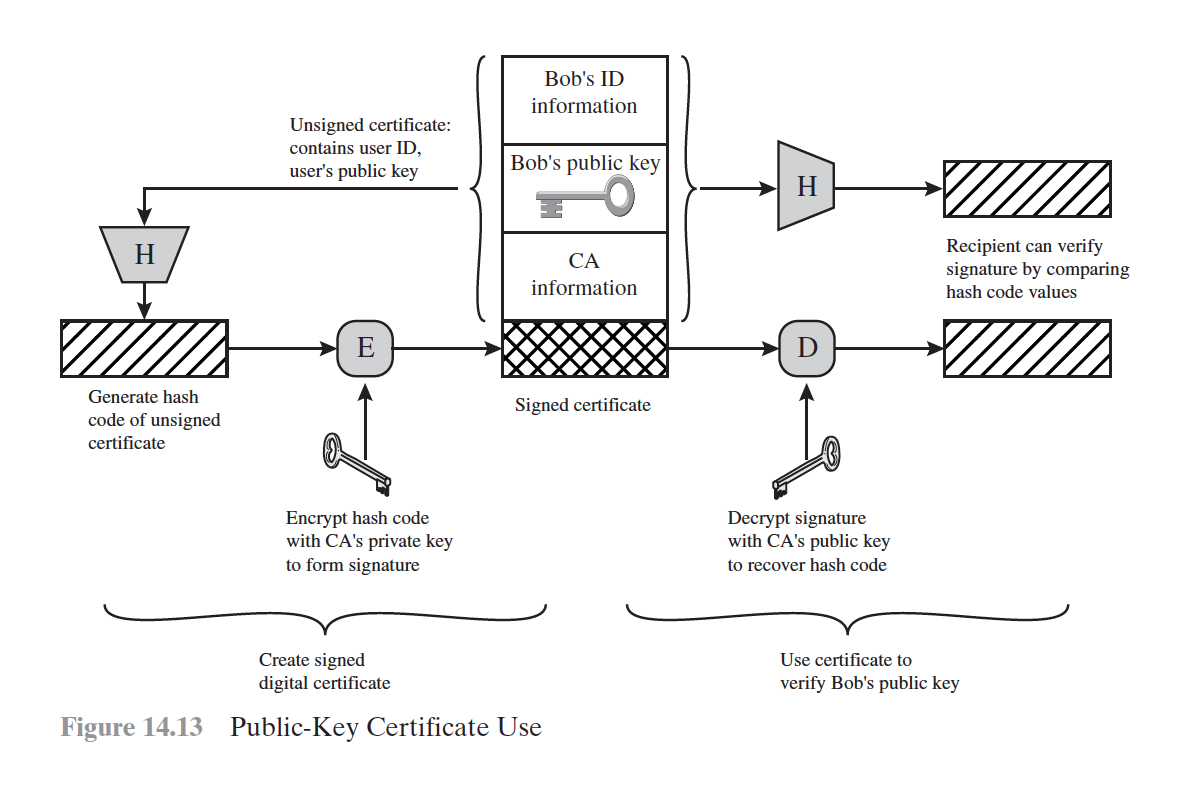 Bob's ID
information
Unsigned certificate:
contains user ID,
user's public key
Bob's public key
H
H
CA
information
Recipient can verify
signature by comparing
hash code values
E
D
Generate hash
code of unsigned
certificate
Signed certificate
Encrypt hash code
with CA's private key
to form signature
Decrypt signature
with CA's public key
to recover hash code
Create signed
digital certificate
Use certificate to
verify Bob's public key
Figure 14.13 Public-Key Certificate Use